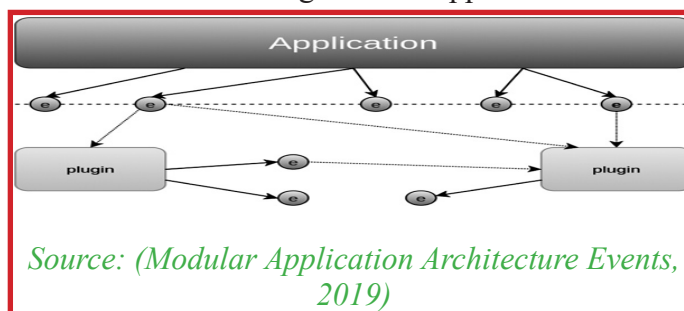 Application
e e e e e
plugin e plugin
e e
Source: (Modular Application Architecture Events,
2019)